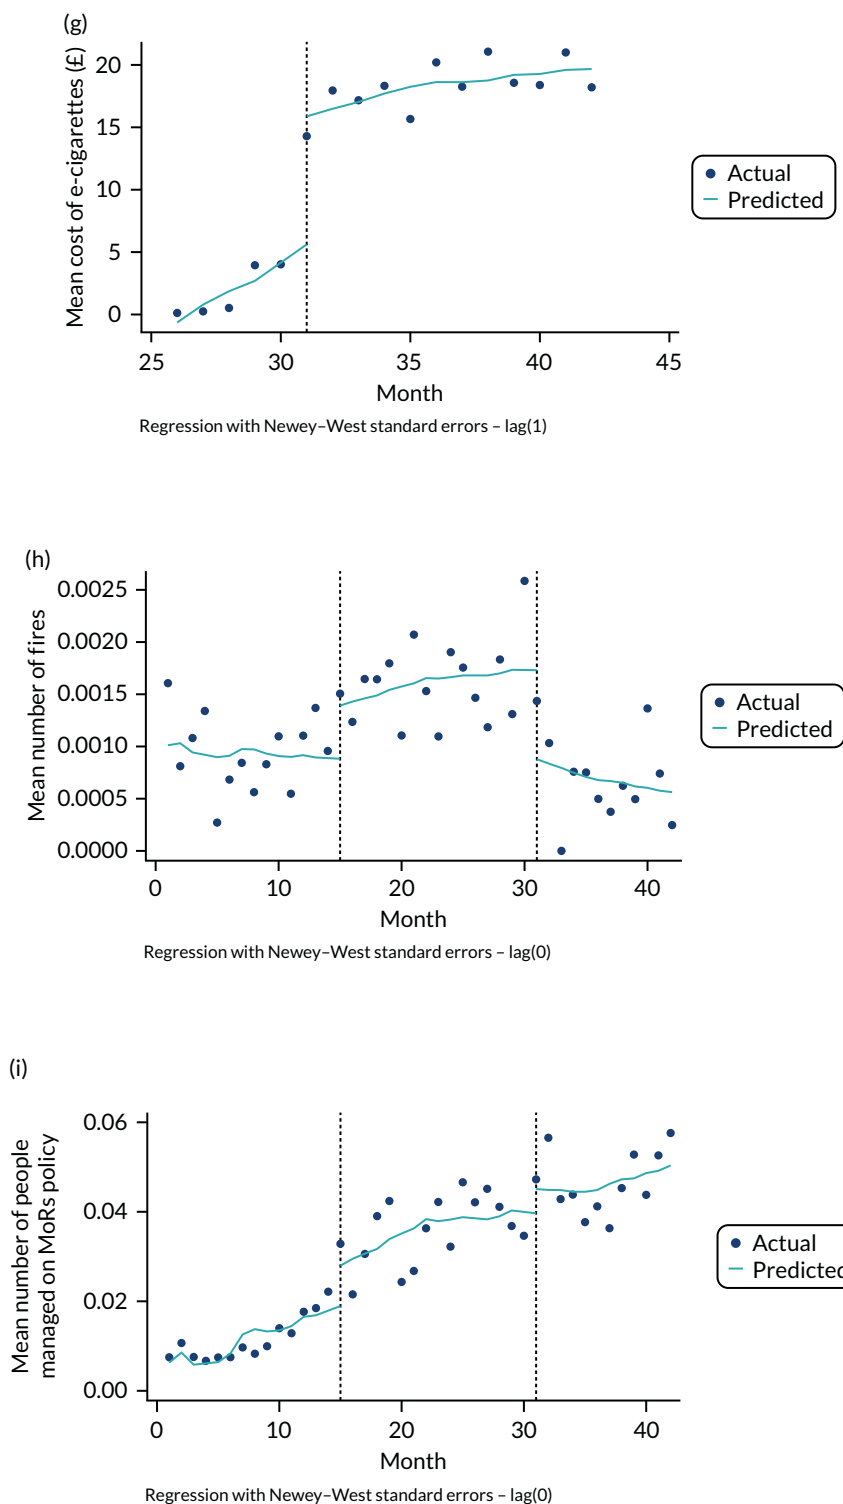 (g)
Mean cost of e-cigarettes (£)
20
15
10
5
0
25 30 35 40 45
Month
Actual
Predicted
Regression with Newey–West standard errors – lag(1)
(h)
Mean number of fires
0.0025
0.0020
0.0015
0.0010
0.0005
0.0000
0 10 20 30 40
Month
Actual
Predicted
Regression with Newey–West standard errors – lag(0)
(i)
Mean number of people
managed on MoRs policy
0.06
0.04
0.02
0.00
0 10 20 30 40
Month
Actual
Predicted
Regression with Newey–West standard errors – lag(0)